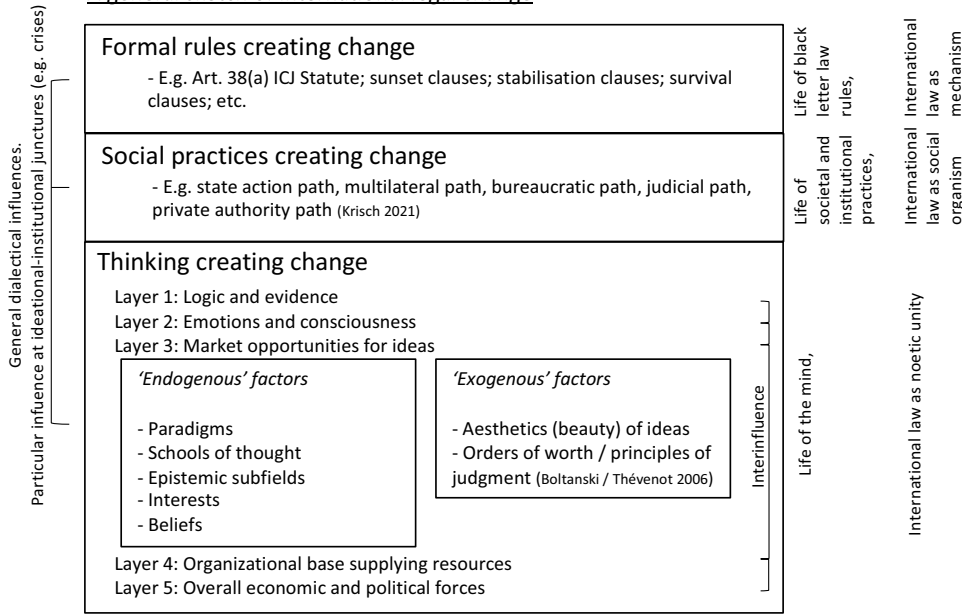 Formal rules creating change
- E.g. Art. 38(a) ICJ Statute; sunset clauses; stabilisation clauses; survival
clauses; etc.
Social practices creating change
- E.g. state action path, multilateral path, bureaucratic path, judicial path,
private authority path (Krisch 2021)
Thinking creating change
Layer 1: Logic and evidence
Layer 2: Emotions and consciousness
Layer 3: Market opportunities for ideas
'Endogenous' factors
- Paradigms
- Schools of thought
- Epistemic subfields
- Interests
- Beliefs
'Exogenous' factors
- Aesthetics (beauty) of ideas
- Orders of worth / principles of
judgment (Boltanski / Thévenot 2006)
Layer 4: Organizational base supplying resources
Layer 5: Overall economic and political forces
Interinfluence
General dialectical influences.
Particular influence at ideational-institutional junctures (e.g. crises)
Life of black
letter law
rules,
International
law as
mechanism
Life of
societal and
institutional
practices,
International
law as social
organism
Life of the mind,
International law as noetic unity